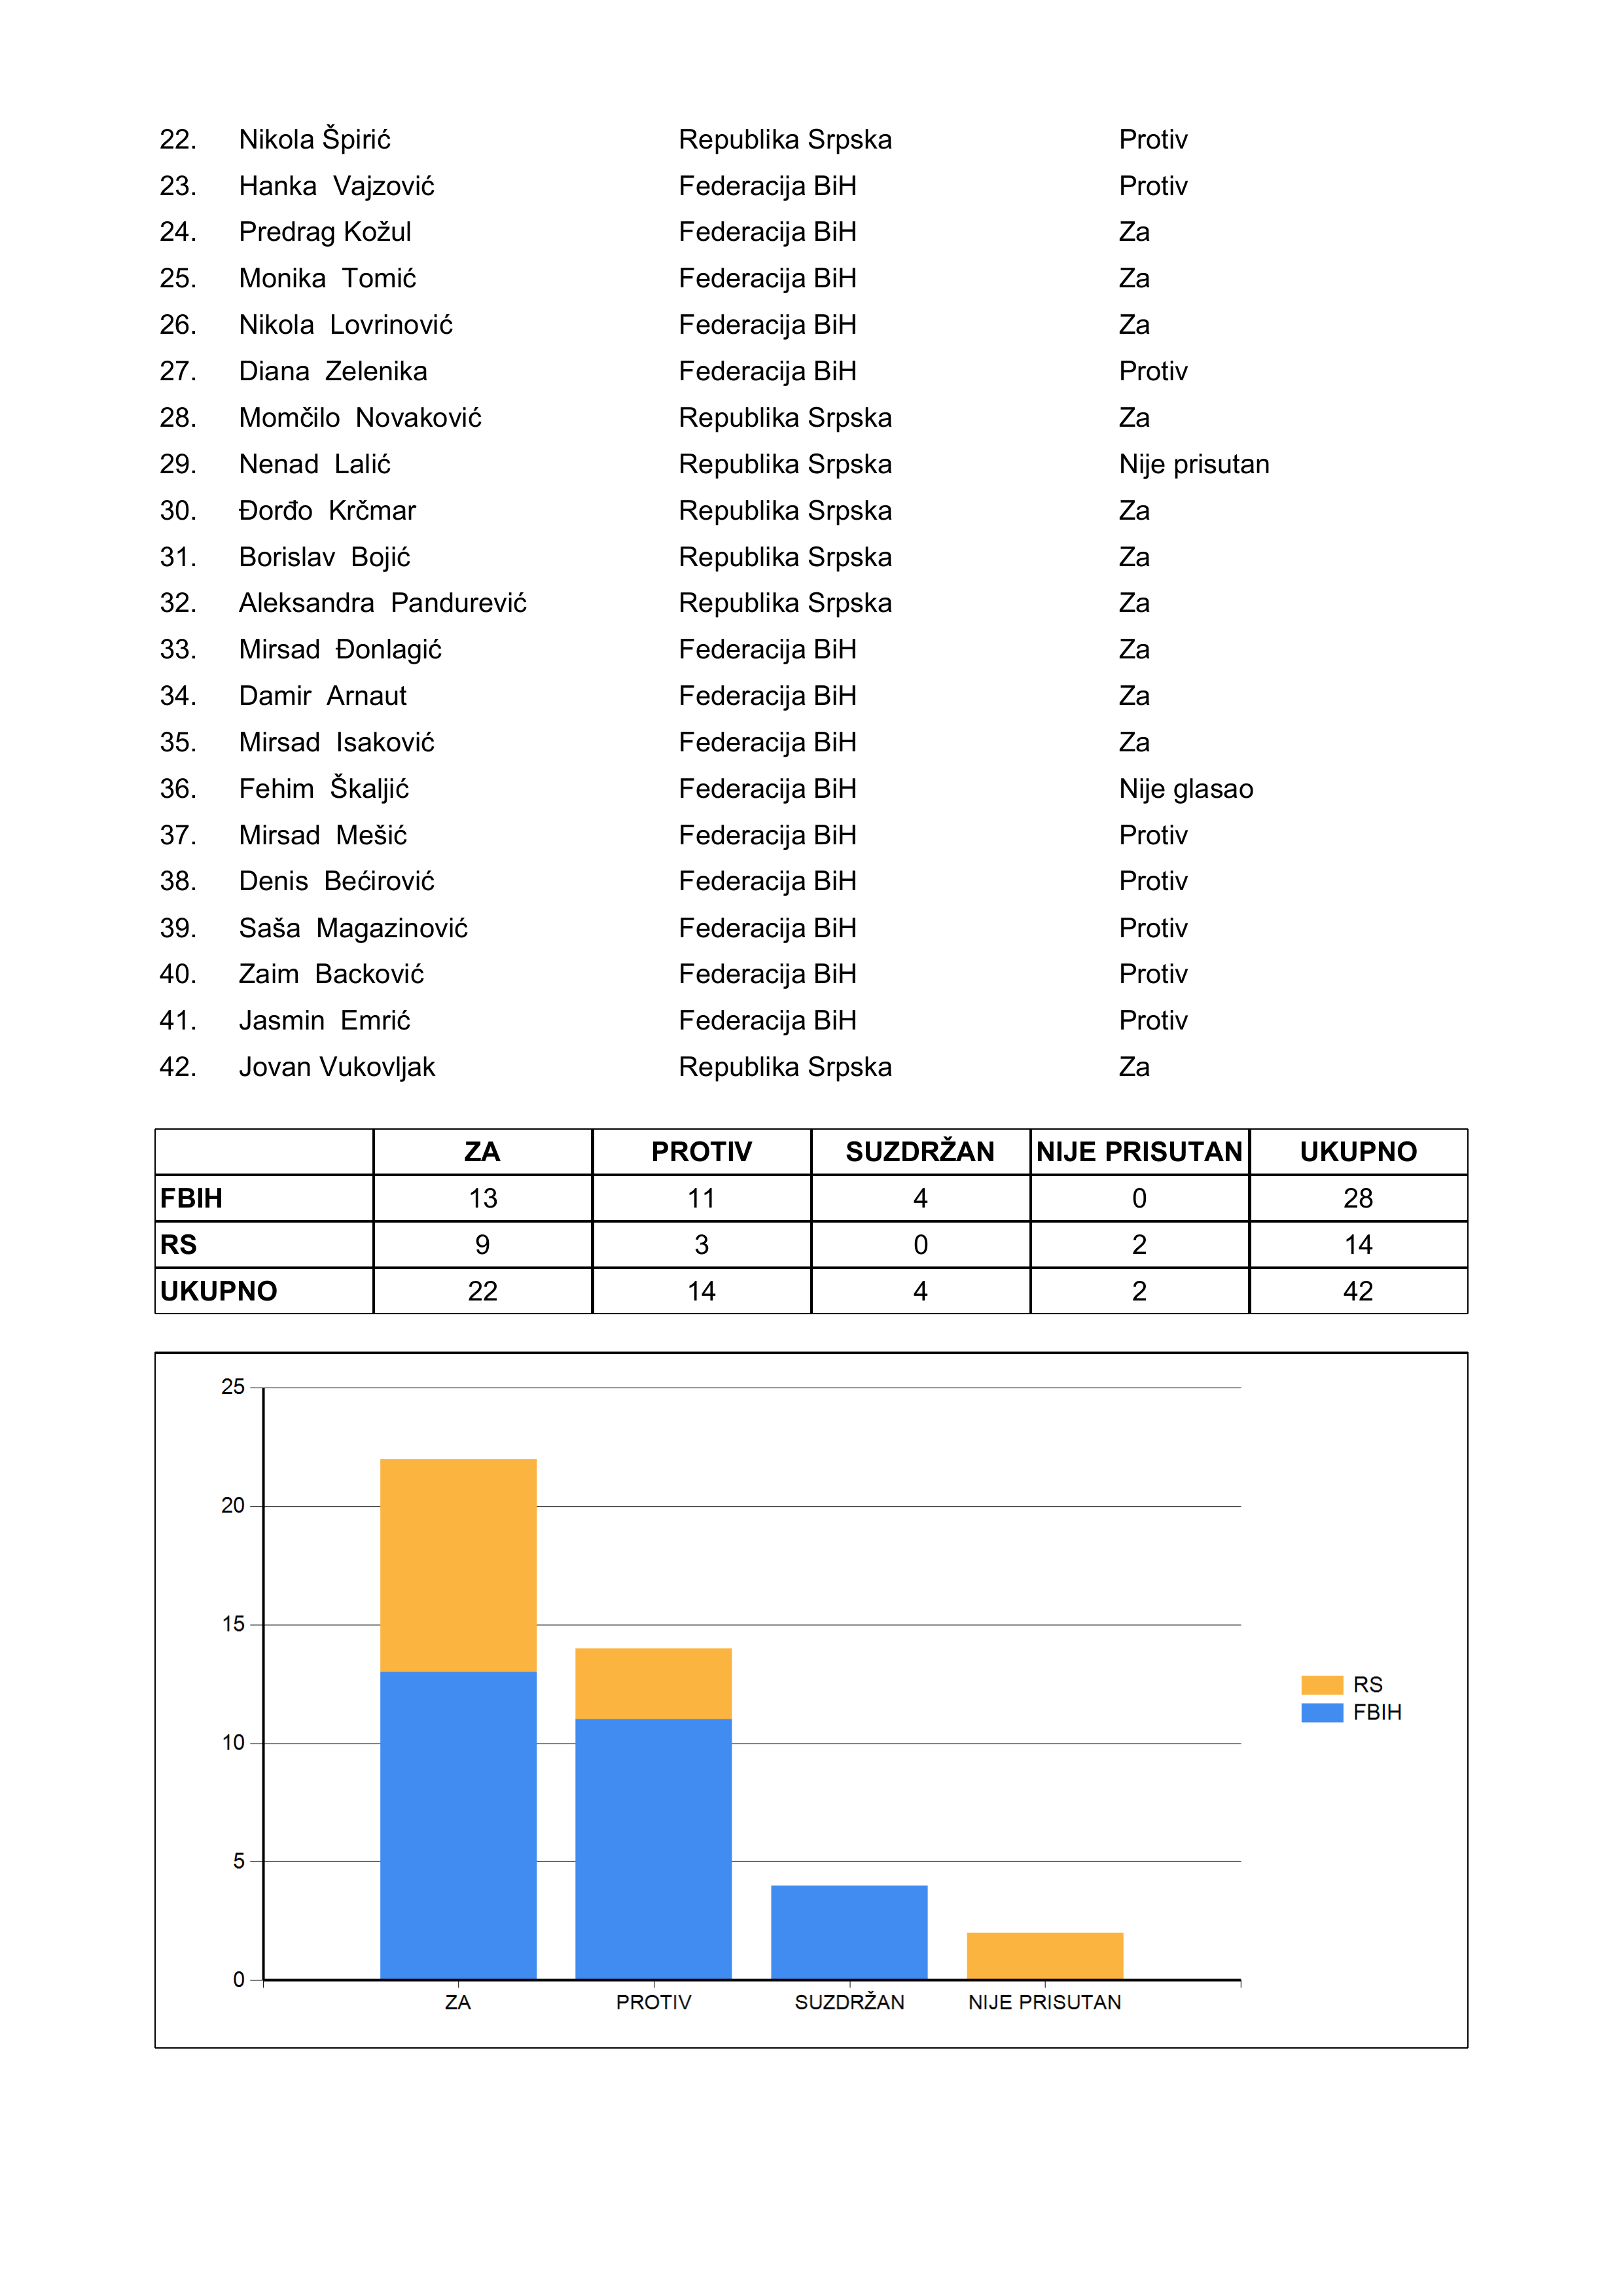 22. Nikola Špirić Republika Srpska Protiv
23. Hanka Vajzović Federacija BiH Protiv
24. Predrag Kožul Federacija BiH Za
25. Monika Tomić Federacija BiH Za
26. Nikola Lovrinović Federacija BiH Za
27. Diana Zelenika Federacija BiH Protiv
28. Momčilo Novaković Republika Srpska Za
29. Nenad Lalić Republika Srpska Nije prisutan
30. Đorđo Krčmar Republika Srpska Za
31. Borislav Bojić Republika Srpska Za
32. Aleksandra Pandurević Republika Srpska Za
33. Mirsad Đonlagić Federacija BiH Za
34. Damir Arnaut Federacija BiH Za
35. Mirsad Isaković Federacija BiH Za
36. Fehim Škaljić Federacija BiH Nije glasao
37. Mirsad Mešić Federacija BiH Protiv
38. Denis Bećirović Federacija BiH Protiv
39. Saša Magazinović Federacija BiH Protiv
40. Zaim Backović Federacija BiH Protiv
41. Jasmin Emrić Federacija BiH Protiv
42. Jovan Vukovljak Republika Srpska Za
ZA PROTIV SUZDRŽAN NIJE PRISUTAN UKUPNO
FBIH 13 11 4 0 28
RS 9 3 0 2 14
UKUPNO 22 14 4 2 42
25
20
15
10
5
0
ZA PROTIV SUZDRŽAN NIJE PRISUTAN
RS
FBIH